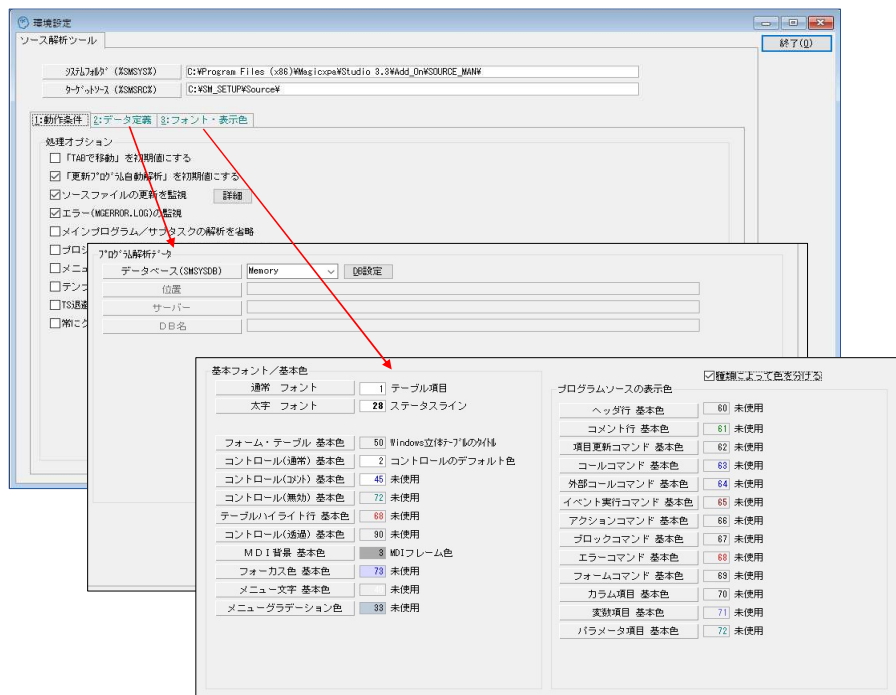 環境設定
ソース解析ツール
終了(Q)
システムフォルダ (%SMSYS%) C:¥Program Files (x86)¥Magicxpa¥Studio 3.3¥Add_On¥SOURCE_MAN¥
ターゲットソース (%SMSRC%) C:¥SM_SETUP¥Source¥
1:動作条件 2:データ定義 3:フォント・表示色
処理オプション
「TABで移動」を初期値にする
「更新プログラム自動解析」を初期値にする
ソースファイルの更新を監視 詳細
エラー(MGERROR.LOG)の監視
メインプログラム/サブタスクの解析を省略
プロジ
メニュ
テンプ
TS退避
常にク
プログラム解析データ
データベース(SMSYSDB) Memory DB設定
位置
サーバー
DB名
基本フォント/基本色
通常 フォント 1 テーブル項目
太字 フォント 28 ステータスライン
フォーム・テーブル 基本色 50 Windows立体テーブルのタイトル
コントロール(通常) 基本色 2 コントロールのデフォルト色
コントロール(コメント) 基本色 45 未使用
コントロール(無効) 基本色 72 未使用
テーブルハイライト行 基本色 68 未使用
コントロール(透過) 基本色 90 未使用
MDI背景 基本色 3 MDIフレーム色
フォーカス色 基本色 73 未使用
メニュー文字 基本色 未使用
メニューグラデーション色 33 未使用
種類によって色を分ける
プログラムソースの表示色
ヘッダ行 基本色 60 未使用
コメント行 基本色 61 未使用
項目更新コマンド 基本色 62 未使用
コールコマンド 基本色 63 未使用
外部コールコマンド 基本色 64 未使用
イベント実行コマンド 基本色 65 未使用
アクションコマンド 基本色 66 未使用
ブロックコマンド 基本色 67 未使用
エラーコマンド 基本色 68 未使用
フォームコマンド 基本色 69 未使用
カラム項目 基本色 70 未使用
変数項目 基本色 71 未使用
パラメータ項目 基本色 72 未使用